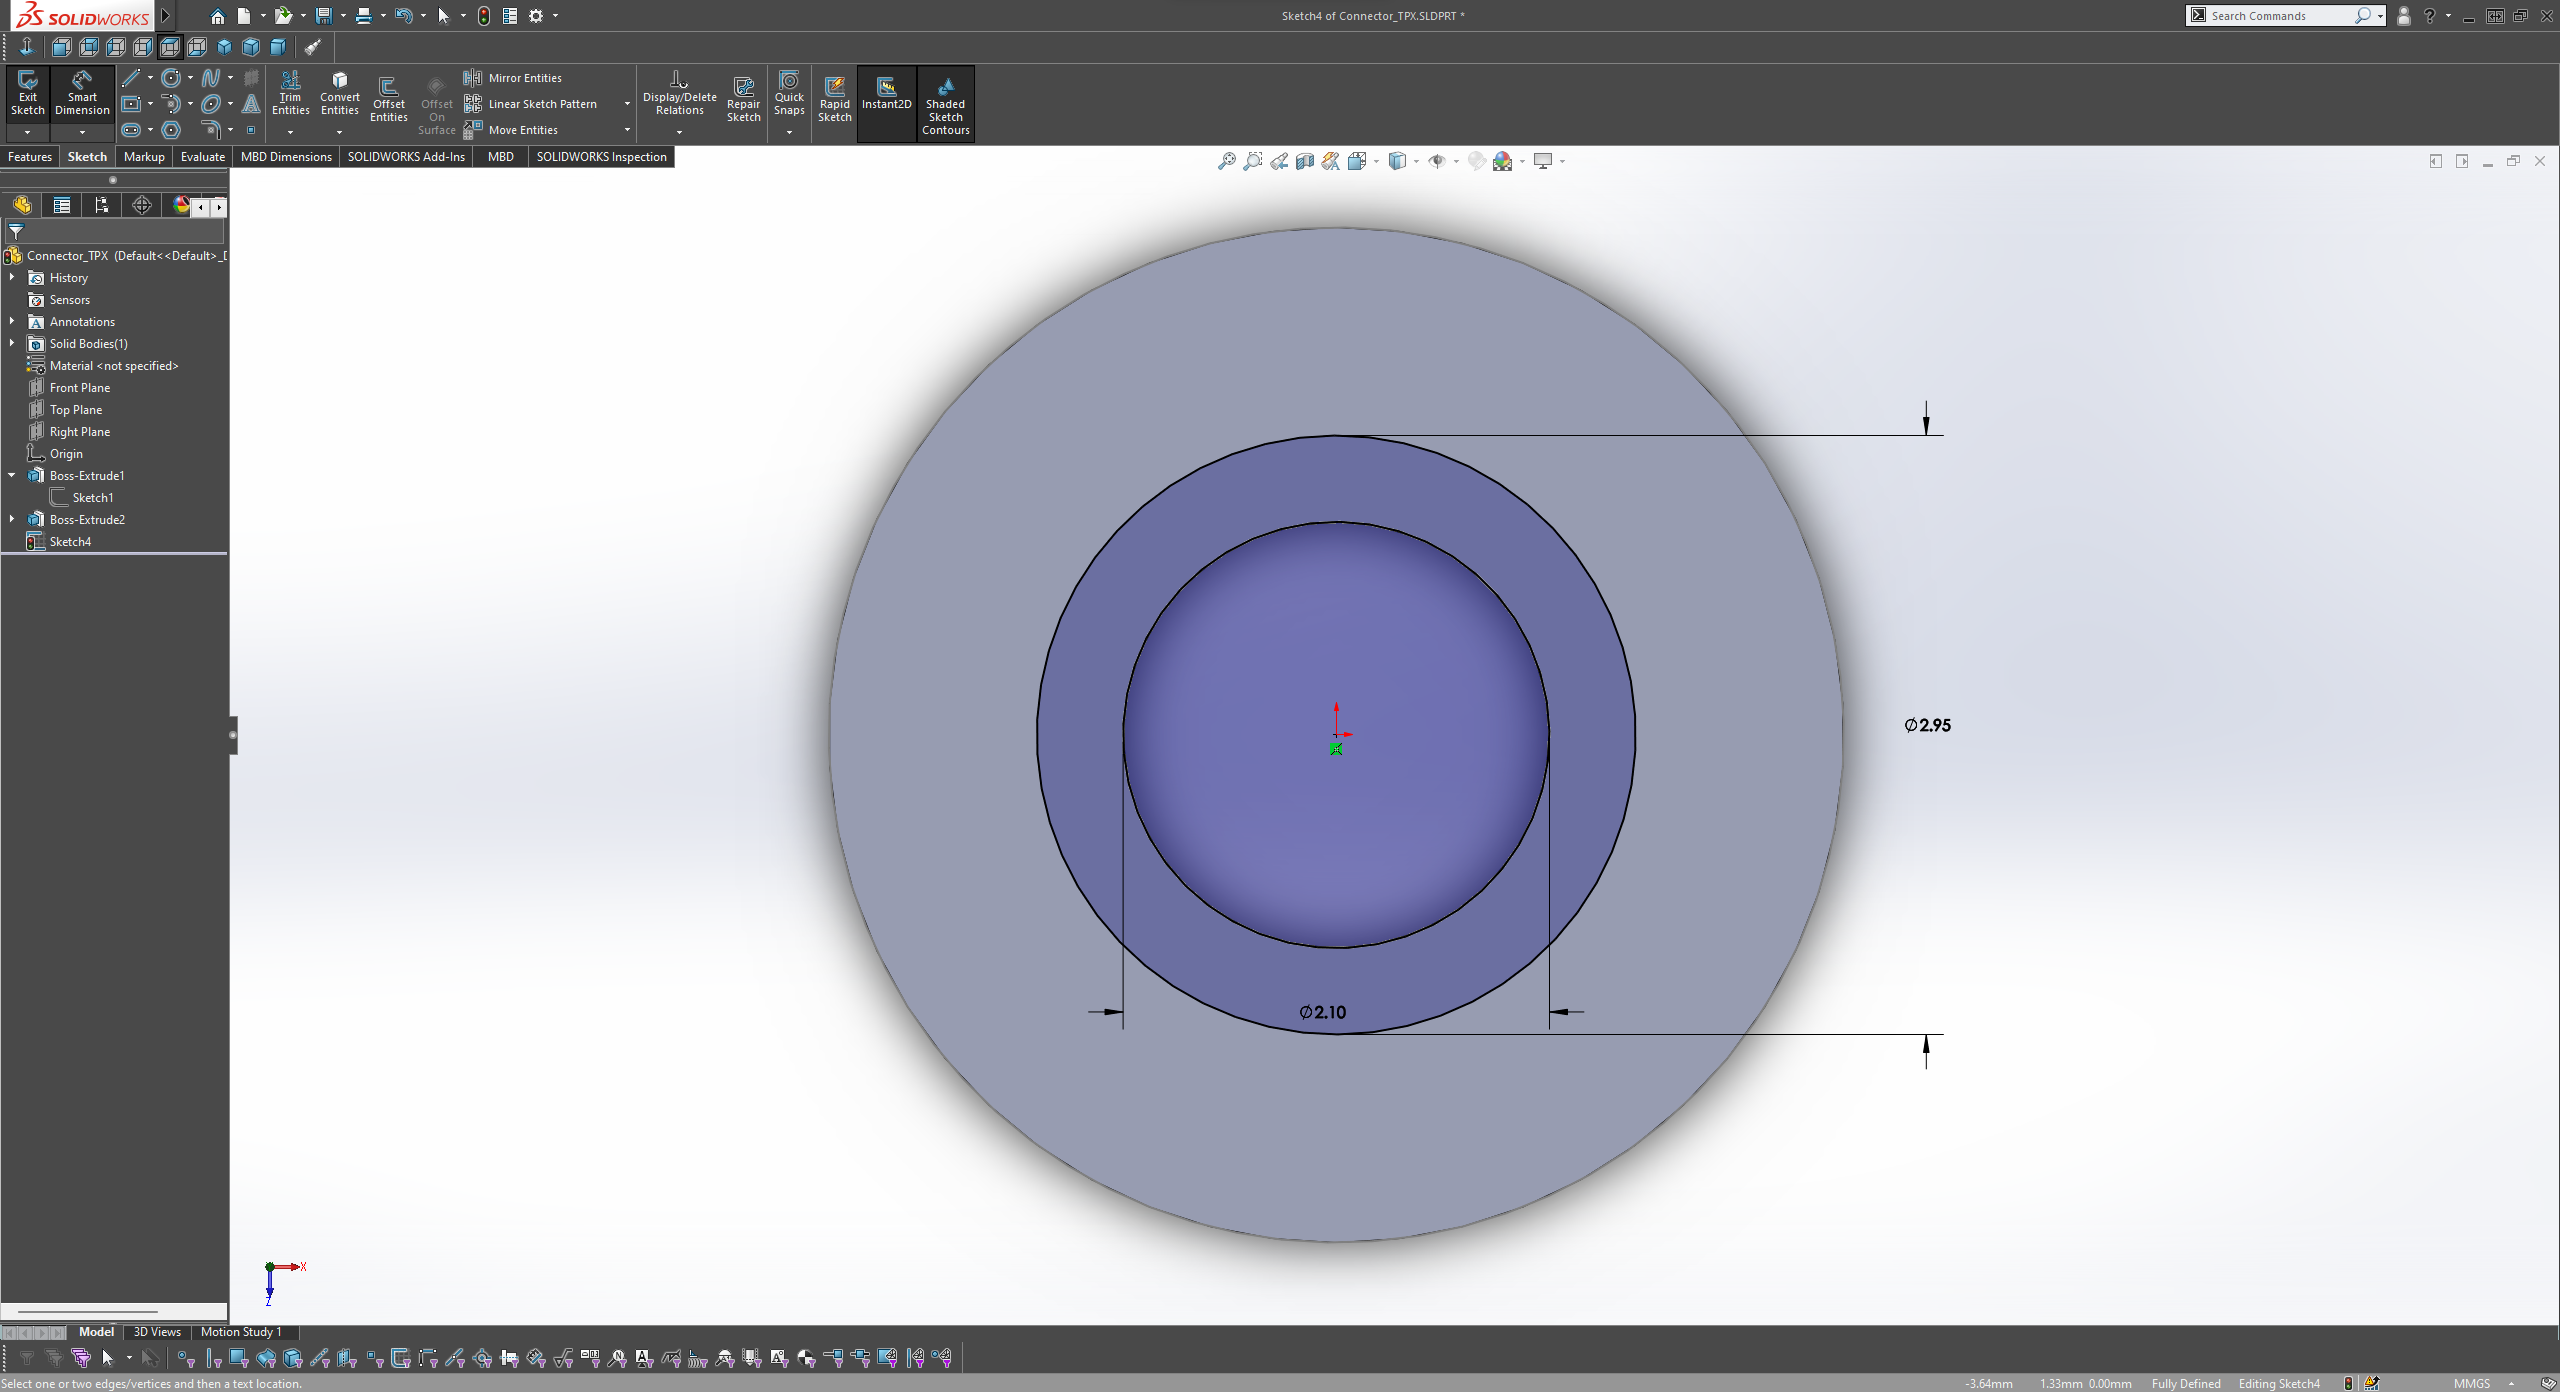 SOLIDWORKS
Sketch4 of Connector_TPX.SLDPRT *
Search Commands
Exit Sketch
Smart Dimension
Trim Entities
Convert Entities
Offset Entities
Offset On Surface
Mirror Entities
Linear Sketch Pattern
Move Entities
Display/Delete Relations
Repair Sketch
Quick Snaps
Rapid Sketch
Instant2D
Shaded Sketch Contours
Features Sketch Markup Evaluate MBD Dimensions SOLIDWORKS Add-Ins MBD SOLIDWORKS Inspection
Connector_TPX (Default<<Default>_D
History
Sensors
Annotations
Solid Bodies(1)
Material <not specified>
Front Plane
Top Plane
Right Plane
Origin
Boss-Extrude1
Sketch1
Boss-Extrude2
Sketch4
∅2.95
∅2.10
X
Z
Model 3D Views Motion Study 1
Select one or two edges/vertices and then a text location.
-3.64mm 1.33mm 0.00mm Fully Defined Editing Sketch4 MMGS